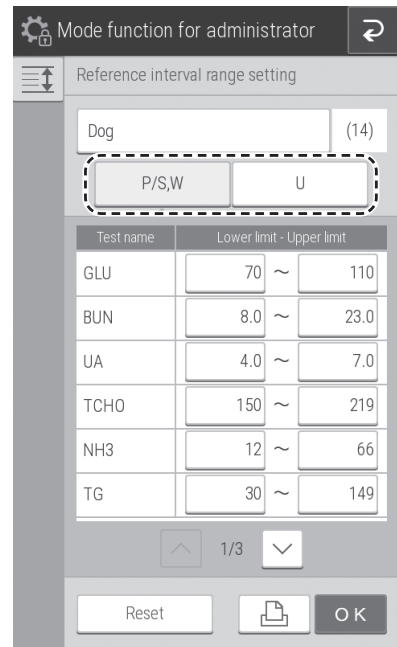 Mode function for administrator
Reference interval range setting
Dog (14)
P/S,W U
Test name Lower limit - Upper limit
GLU 70 ~ 110
BUN 8.0 ~ 23.0
UA 4.0 ~ 7.0
TCHO 150 ~ 219
NH3 12 ~ 66
TG 30 ~ 149
1/3
Reset OK